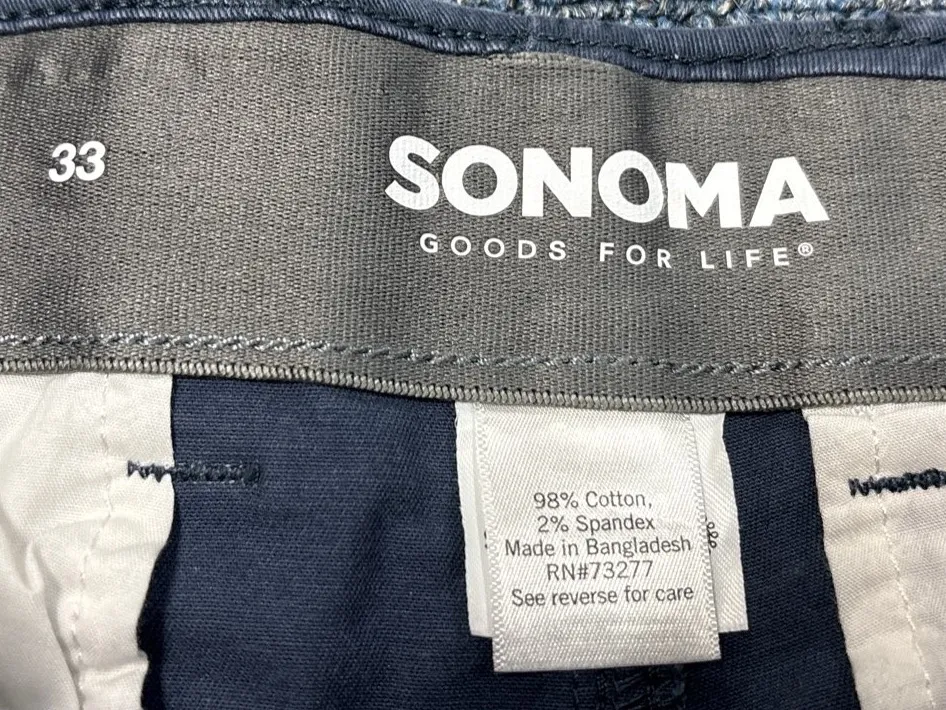 33
SONOMA
GOODS FOR LIFE®
98% Cotton,
2% Spandex
Made in Bangladesh
RN#73277
See reverse for care